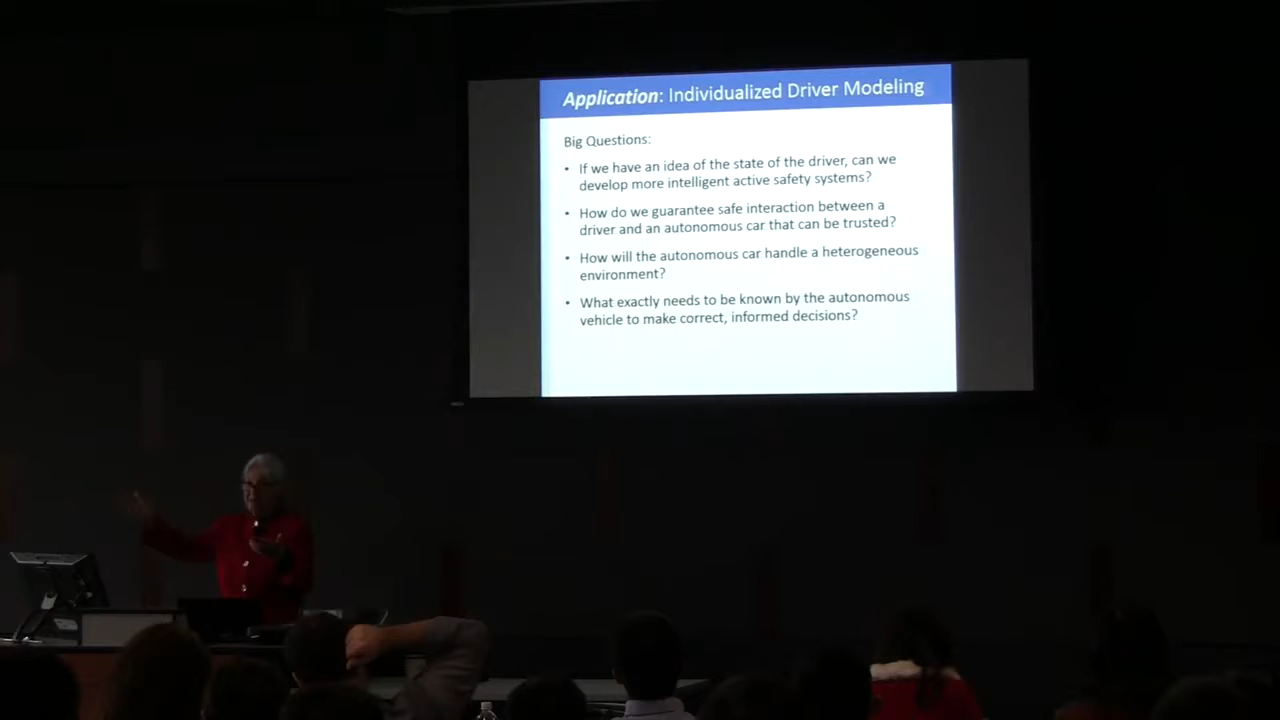 Application: Individualized Driver Modeling
Big Questions:
• If we have an idea of the state of the driver, can we
develop more intelligent active safety systems?
• How do we guarantee safe interaction between a
driver and an autonomous car that can be trusted?
• How will the autonomous car handle a heterogeneous
environment?
• What exactly needs to be known by the autonomous
vehicle to make correct, informed decisions?